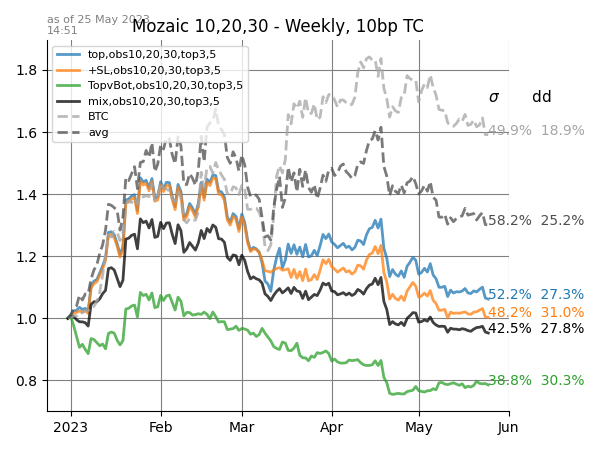 as of 25 May 2023
14:51
Mozaic 10,20,30 - Weekly, 10bp TC
top,obs10,20,30,top3,5
+SL,obs10,20,30,top3,5
TopvBot,obs10,20,30,top3,5
mix,obs10,20,30,top3,5
BTC
avg
σ dd
49.9% 18.9%
58.2% 25.2%
52.2% 27.3%
48.2% 31.0%
42.5% 27.8%
38.8% 30.3%
1.8
1.6
1.4
1.2
1.0
0.8
2023 Feb Mar Apr May Jun